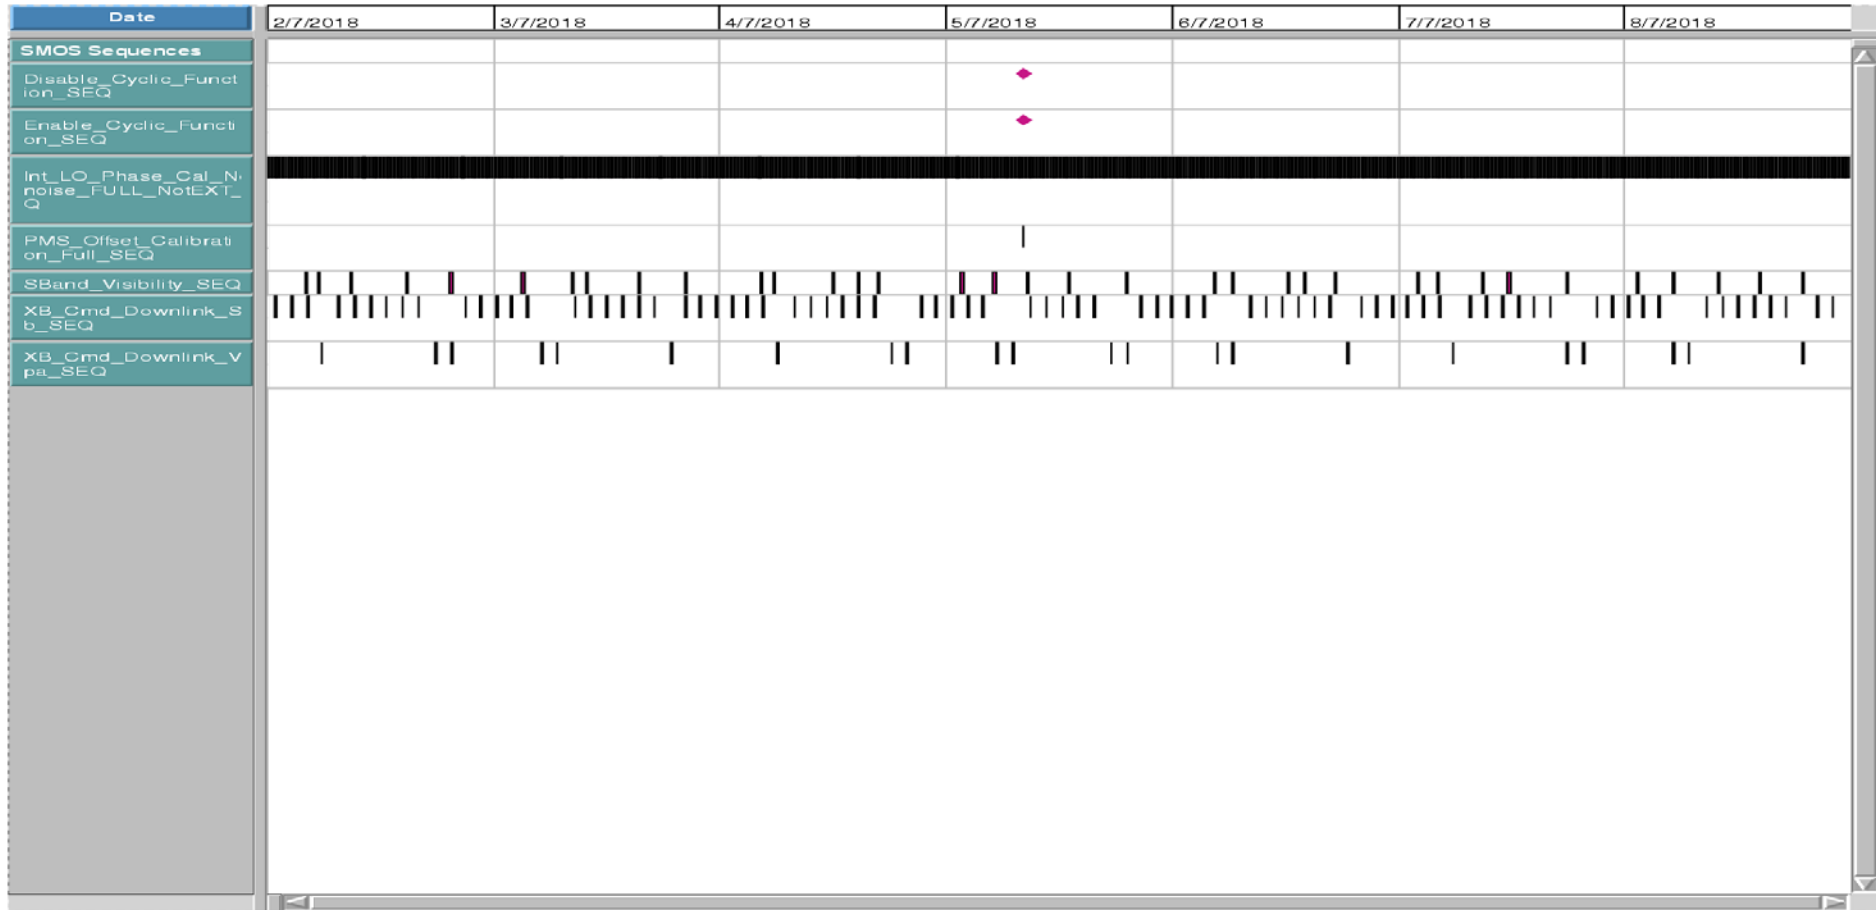 Date
2/7/2018 3/7/2018 4/7/2018 5/7/2018 6/7/2018 7/7/2018 8/7/2018
SMOS Sequences
Disable_Cyclic_Funct
ion_SEQ
Enable_Cyclic_Functi
on_SEQ
Int_LO_Phase_Cal_N
noise_FULL_NotEXT_
Q
PMS_Offset_Calibrati
on_Full_SEQ
SBand_Visibility_SEQ
XB_Cmd_Downlink_S
b_SEQ
XB_Cmd_Downlink_V
pa_SEQ